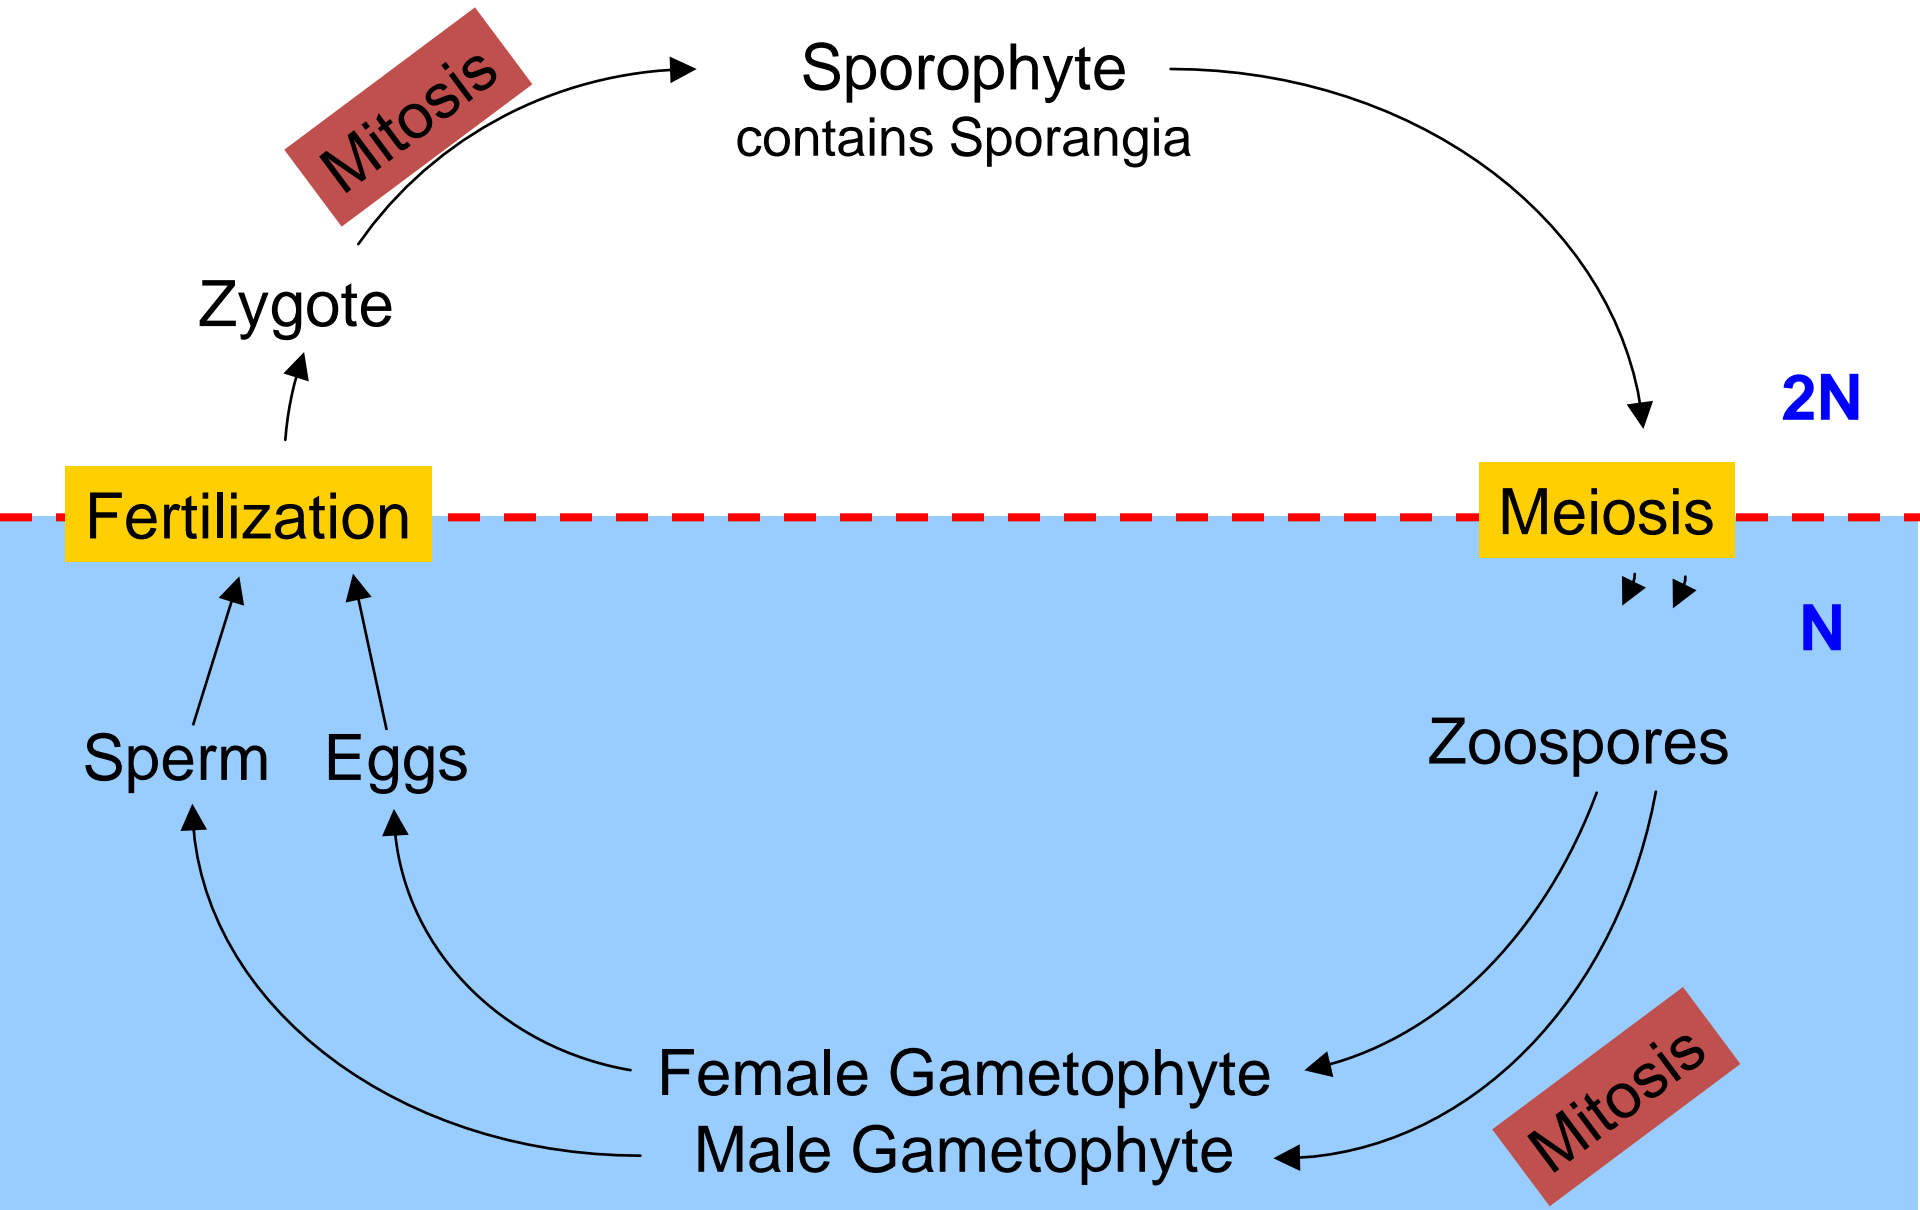 Mitosis
Sporophyte
contains Sporangia
Zygote
2N
Fertilization
Meiosis
N
Sperm
Eggs
Zoospores
Female Gametophyte
Male Gametophyte
Mitosis